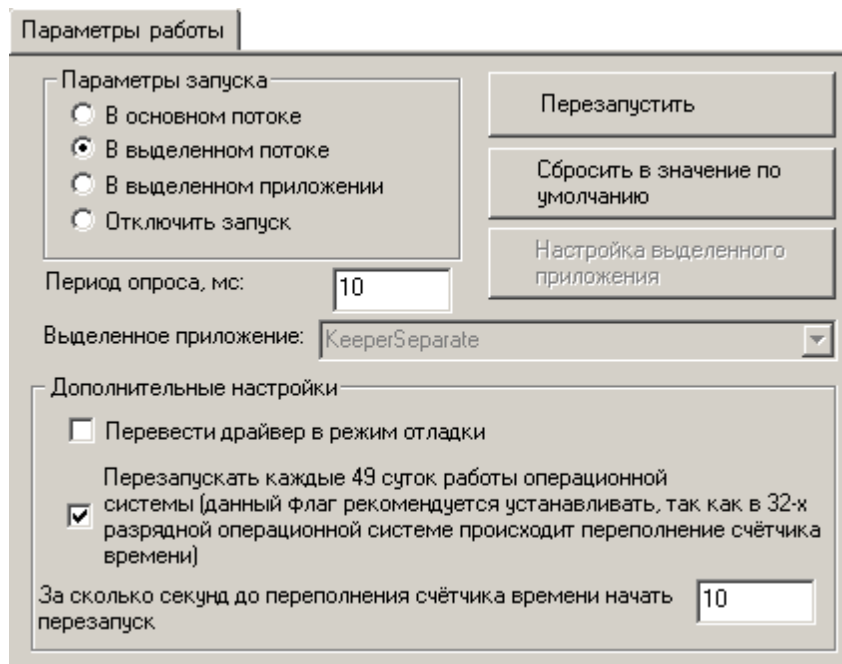 Параметры работы
Параметры запуска
В основном потоке
В выделенном потоке
В выделенном приложении
Отключить запуск
Перезапустить
Сбросить в значение по
умолчанию
Настройка выделенного
приложения
Период опроса, мс:
10
Выделенное приложение:
KeeperSeparate
Дополнительные настройки
Перевести драйвер в режим отладки
Перезапускать каждые 49 суток работы операционной
системы (данный флаг рекомендуется устанавливать, так как в 32-х
разрядной операционной системе происходит переполнение счётчика
времени)
За сколько секунд до переполнения счётчика времени начать
перезапуск
10